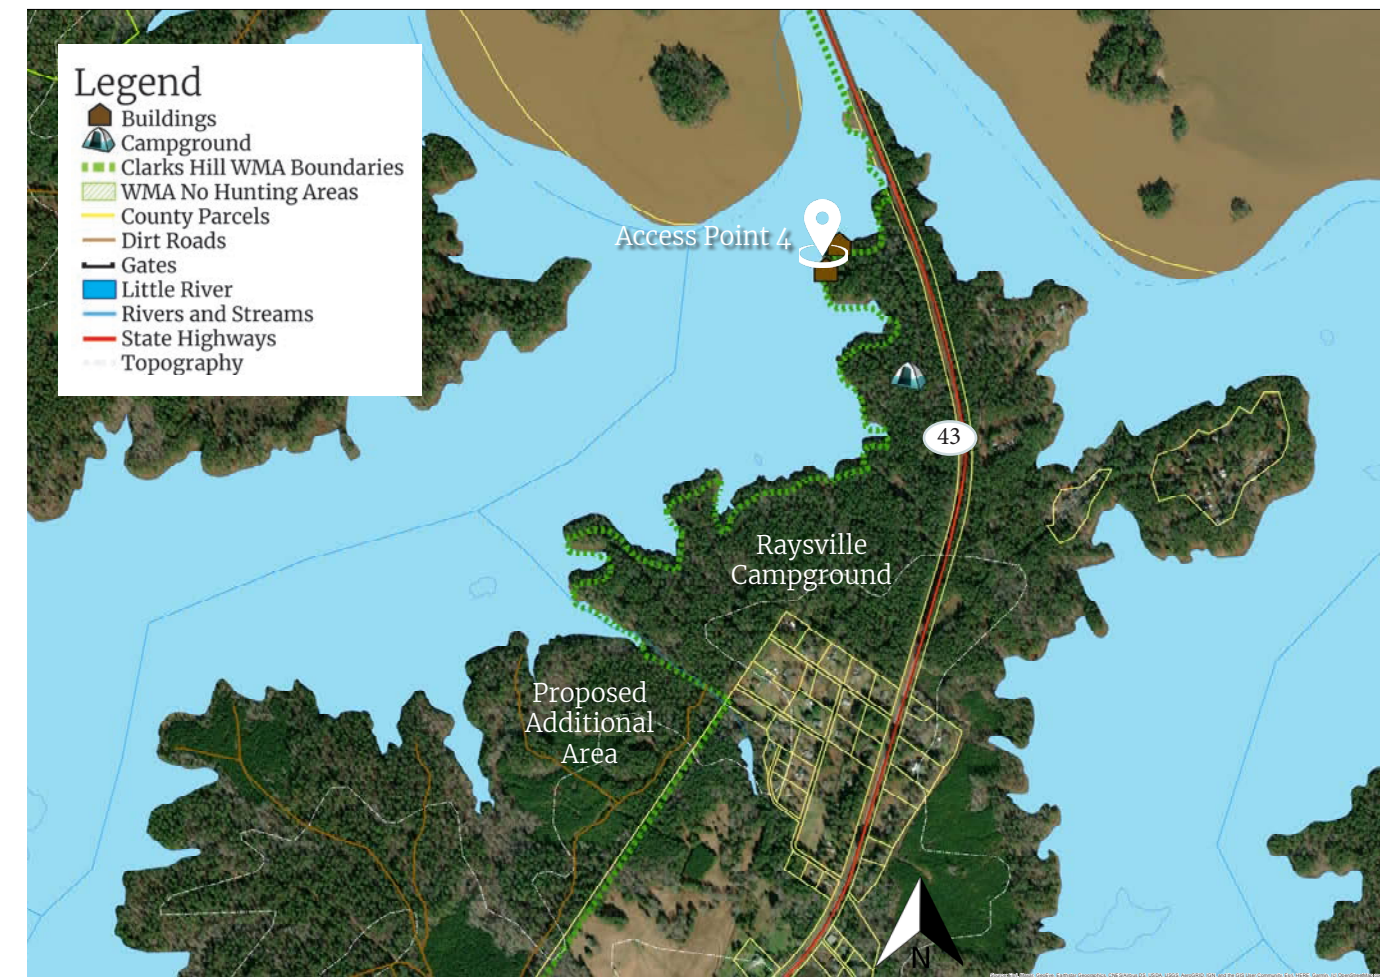 Legend
Buildings
Campground
Clarks Hill WMA Boundaries
WMA No Hunting Areas
County Parcels
Dirt Roads
Gates
Little River
Rivers and Streams
State Highways
Topography
Access Point 4
43
Raysville
Campground
Proposed
Additional
Area
N